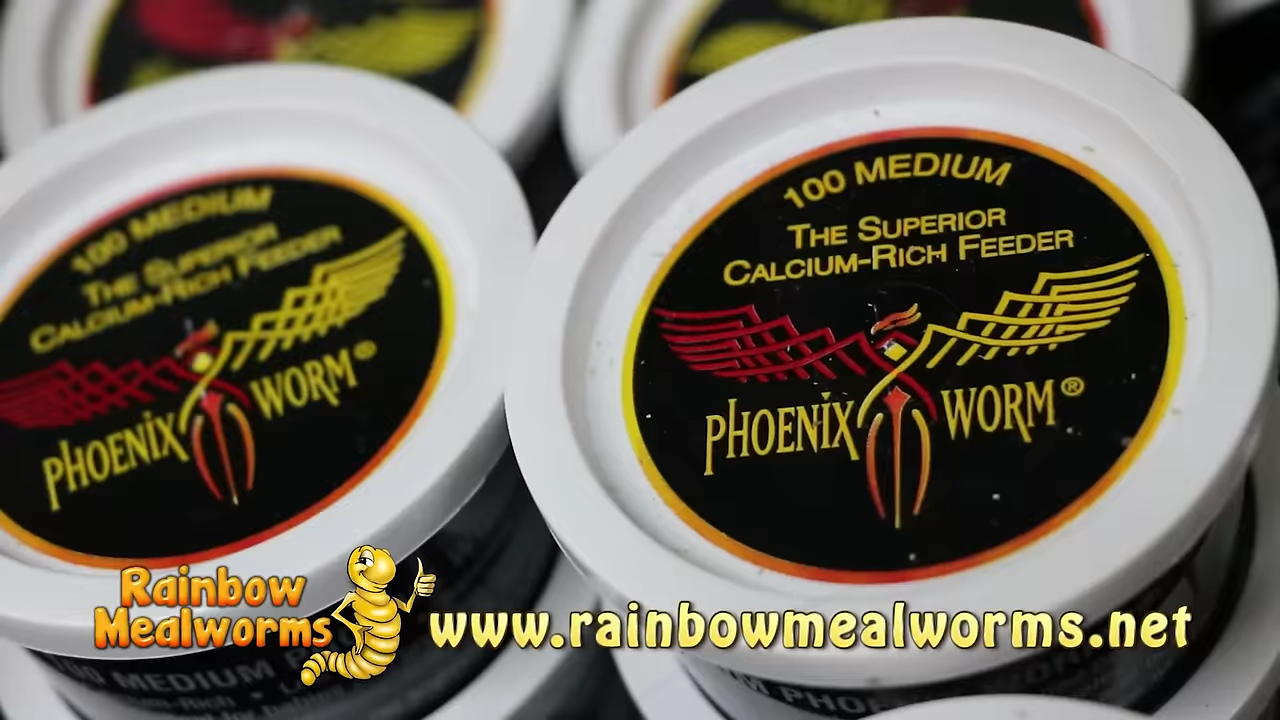 100 MEDIUM
THE SUPERIOR
CALCIUM-RICH FEEDER
PHOENIX WORM®
100 MEDIUM
THE SUPERIOR
CALCIUM-RICH FEEDER
PHOENIX WORM®
Rainbow
Mealworms
www.rainbowmealworms.net
100 MEDIUM